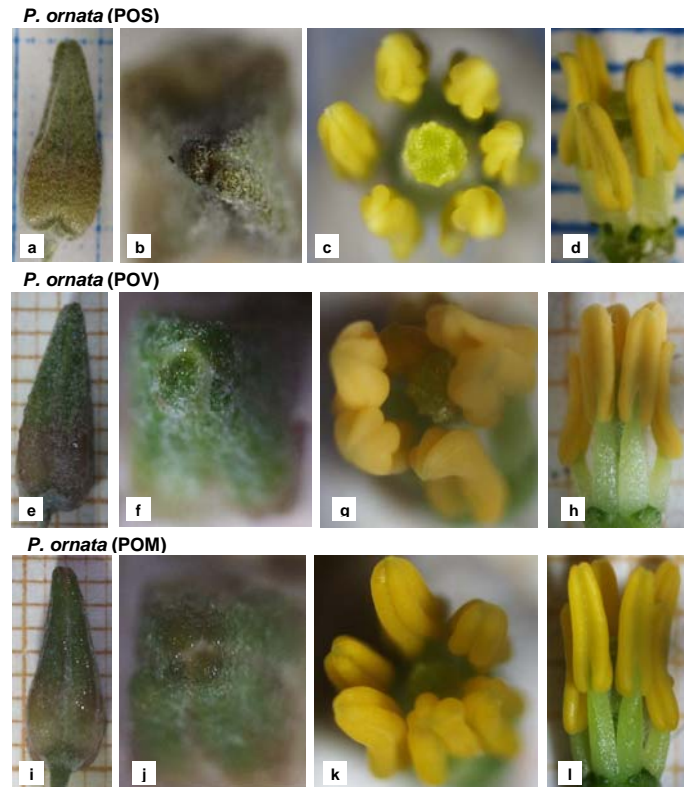 P. ornata (POS)
a b c d
P. ornata (POV)
e f g h
P. ornata (POM)
i j k l